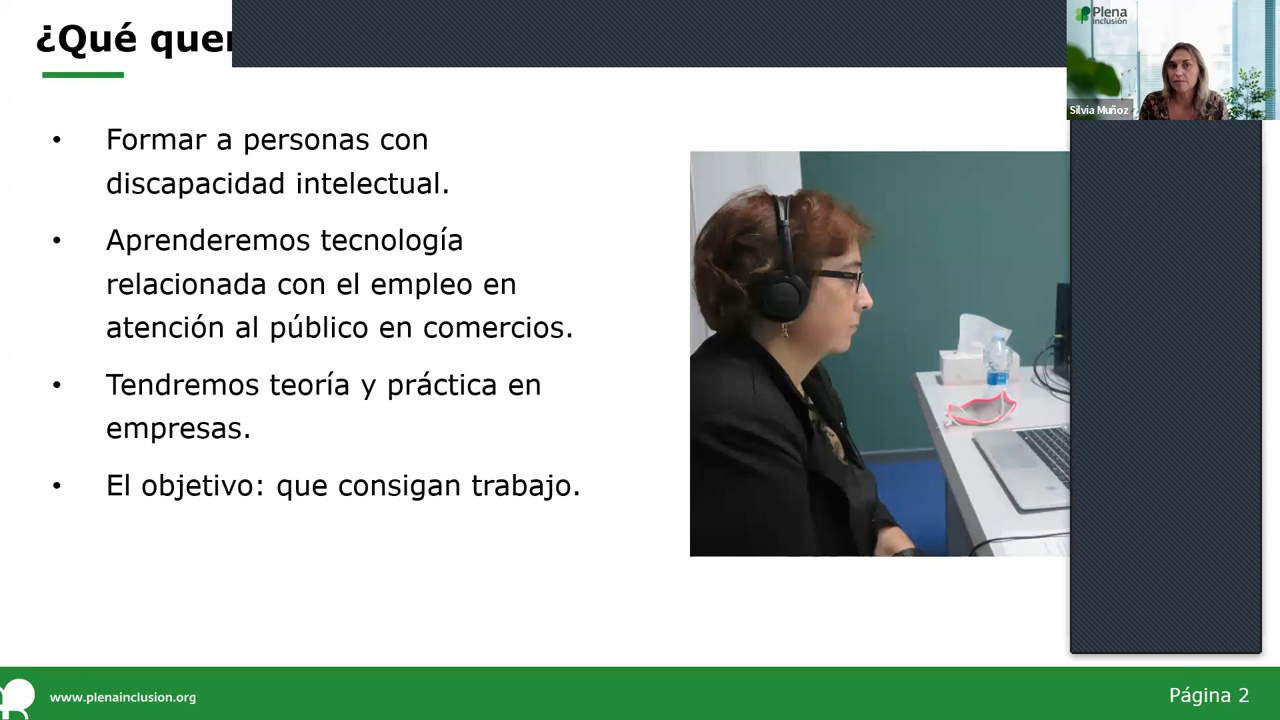 ¿Qué
Plena
inclusión
Silvia Muñoz
• Formar a personas con
discapacidad intelectual.
• Aprenderemos tecnología
relacionada con el empleo en
atención al público en comercios.
• Tendremos teoría y práctica en
empresas.
• El objetivo: que consigan trabajo.
www.plenainclusion.org
Página 2